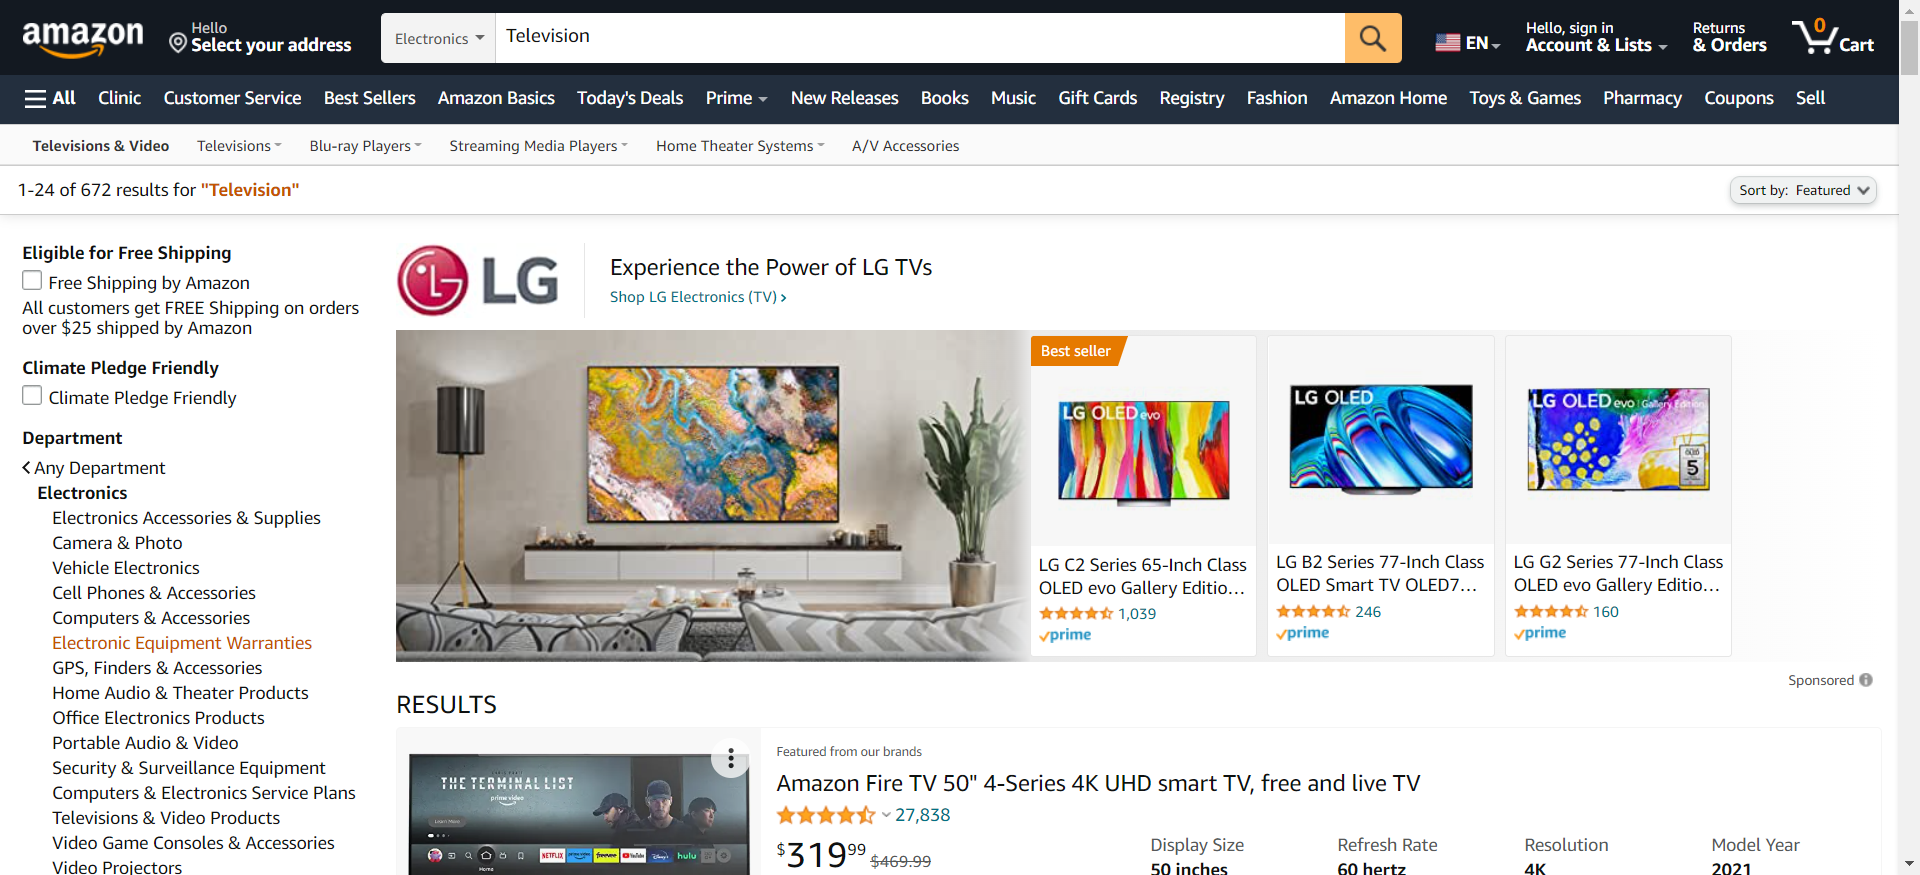 amazon
Hello
Select your address
Electronics
Television
EN
Hello, sign in
Account & Lists
Returns
& Orders
0
Cart
All
Clinic
Customer Service
Best Sellers
Amazon Basics
Today's Deals
Prime
New Releases
Books
Music
Gift Cards
Registry
Fashion
Amazon Home
Toys & Games
Pharmacy
Coupons
Sell
Televisions & Video
Televisions
Blu-ray Players
Streaming Media Players
Home Theater Systems
A/V Accessories
1-24 of 672 results for "Television"
Sort by: Featured
Eligible for Free Shipping
Free Shipping by Amazon
All customers get FREE Shipping on orders
over $25 shipped by Amazon
Climate Pledge Friendly
Climate Pledge Friendly
Department
Any Department
Electronics
Electronics Accessories & Supplies
Camera & Photo
Vehicle Electronics
Cell Phones & Accessories
Computers & Accessories
Electronic Equipment Warranties
GPS, Finders & Accessories
Home Audio & Theater Products
Office Electronics Products
Portable Audio & Video
Security & Surveillance Equipment
Computers & Electronics Service Plans
Televisions & Video Products
Video Game Consoles & Accessories
Video Projectors
LG
Experience the Power of LG TVs
Shop LG Electronics (TV)
Best seller
LG OLED evo
LG C2 Series 65-Inch Class
OLED evo Gallery Editio...
1,039
prime
LG OLED
LG B2 Series 77-Inch Class
OLED Smart TV OLED7...
246
prime
LG OLED evo Gallery Edition
5
LG G2 Series 77-Inch Class
OLED evo Gallery Editio...
160
prime
Sponsored
RESULTS
THE TERMINAL LIST
prime video
Learn More
NETFLIX
prime video
freevee
YouTube
Disney+
hulu
Home
Featured from our brands
Amazon Fire TV 50" 4-Series 4K UHD smart TV, free and live TV
27,838
$319.99 $469.99
Display Size
50 inches
Refresh Rate
60 hertz
Resolution
4K
Model Year
2021